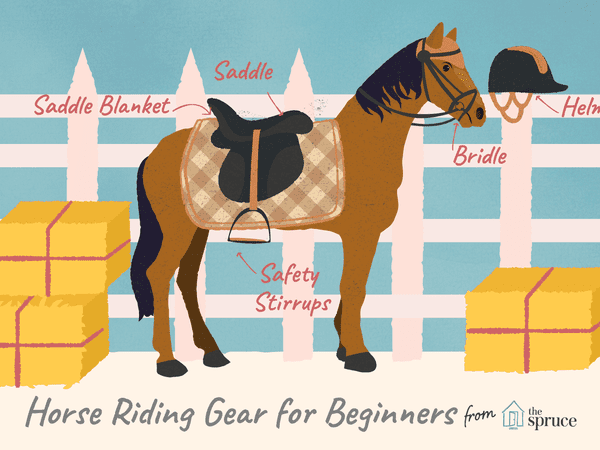 Saddle
Saddle Blanket
Helm
Bridle
Safety
Stirrups
Horse Riding Gear for Beginners from the spruce